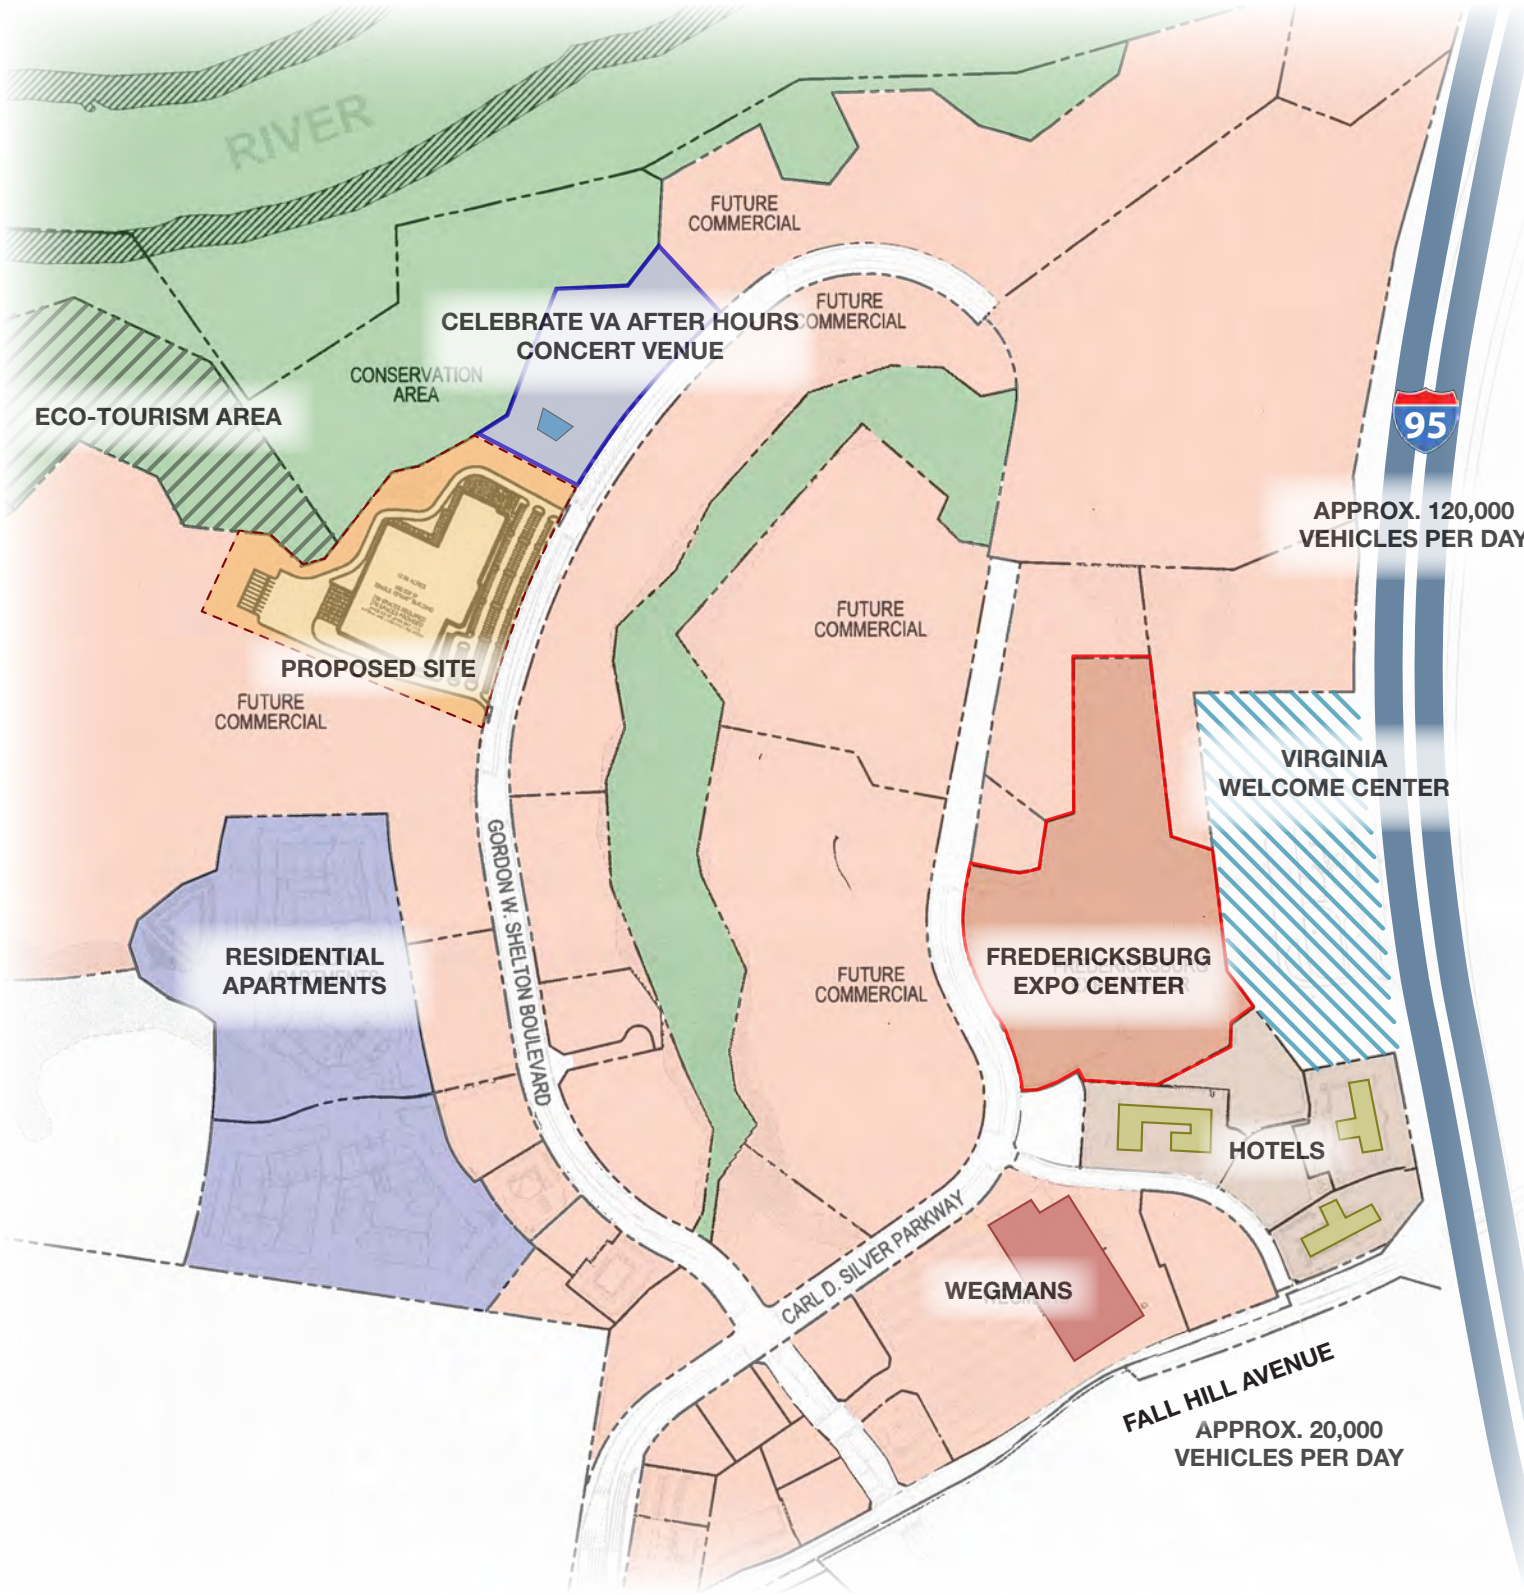 RIVER
FUTURE
COMMERCIAL
CELEBRATE VA AFTER HOURS
CONCERT VENUE
FUTURE
COMMERCIAL
CONSERVATION
AREA
ECO-TOURISM AREA
95
APPROX. 120,000
VEHICLES PER DAY
FUTURE
COMMERCIAL
PROPOSED SITE
FUTURE
COMMERCIAL
VIRGINIA
WELCOME CENTER
GORDON W. SHELTON BOULEVARD
RESIDENTIAL
APARTMENTS
FUTURE
COMMERCIAL
FREDERICKSBURG
EXPO CENTER
HOTELS
CARL D. SILVER PARKWAY
WEGMANS
FALL HILL AVENUE
APPROX. 20,000
VEHICLES PER DAY